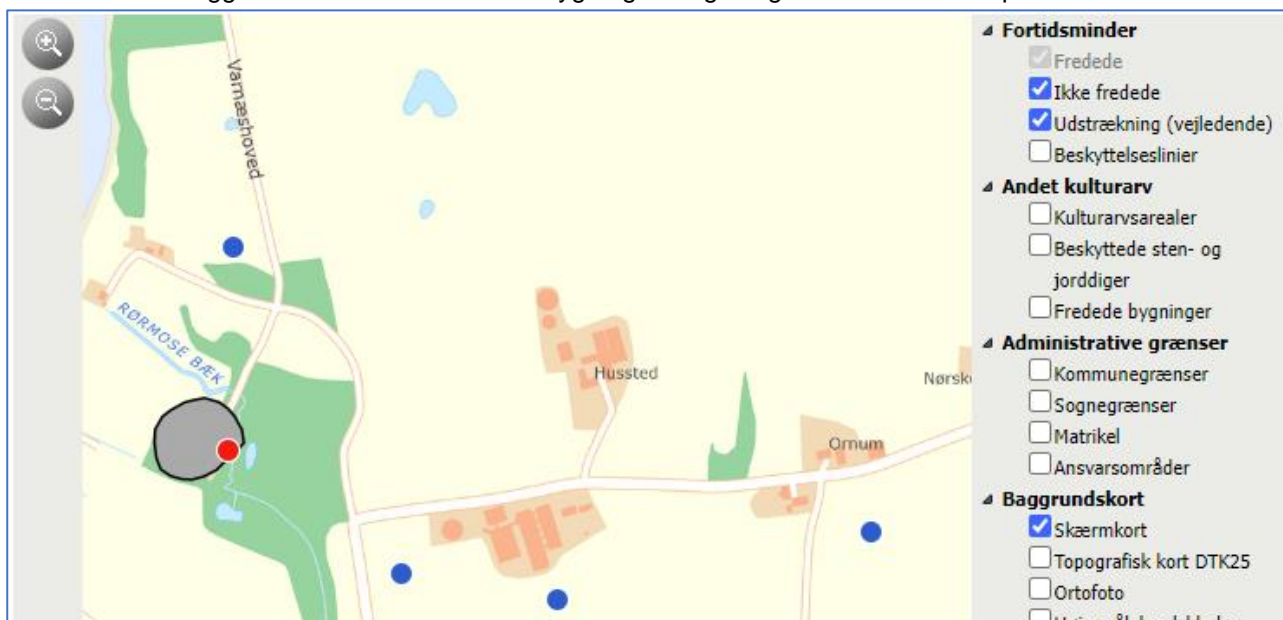 Varnæshoved
RØRMOSE BÆK
Hussted
Nørsk
Ornum
Fortidsminder
Fredede
Ikke fredede
Udstrækning (vejledende)
Beskyttelseslinier
Andet kulturarv
Kulturarvsarealer
Beskyttede sten- og
jorddiger
Fredede bygninger
Administrative grænser
Kommunegrænser
Sognegrænser
Matrikel
Ansvarsområder
Baggrundskort
Skærmkort
Topografisk kort DTK25
Ortofoto